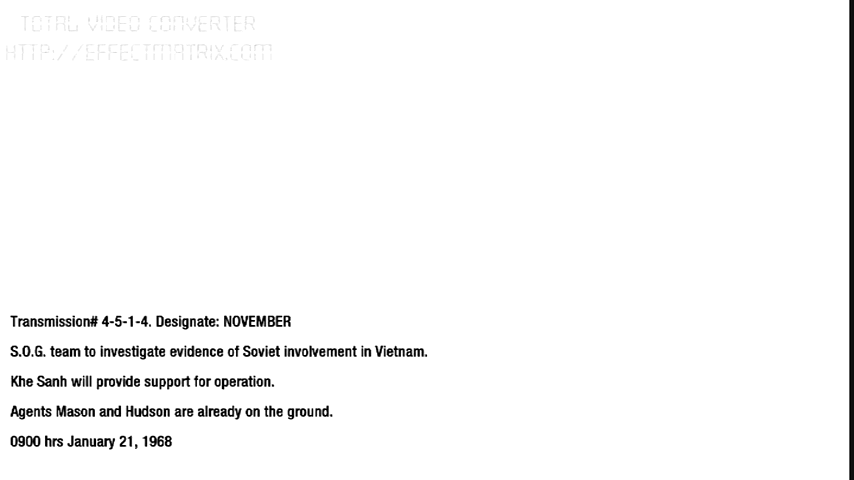 TOTAL VIDEO CONVERTER
HTTP://EFFECTMATRIX.COM
Transmission# 4-5-1-4. Designate: NOVEMBER
S.O.G. team to investigate evidence of Soviet involvement in Vietnam.
Khe Sanh will provide support for operation.
Agents Mason and Hudson are already on the ground.
0900 hrs January 21, 1968